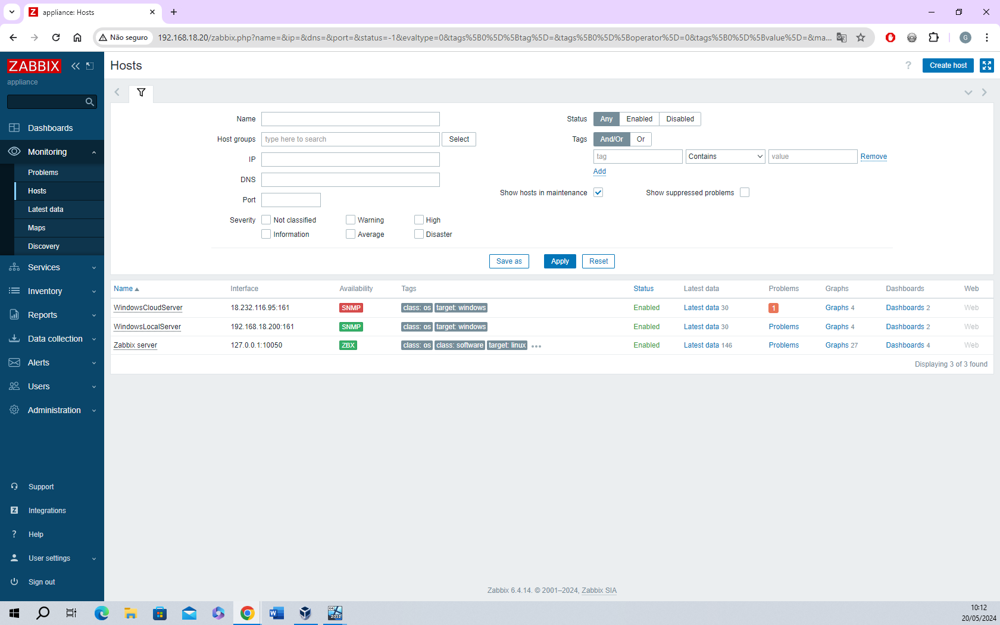 appliance: Hosts
Não seguro
192.168.18.20/zabbix.php?name=&ip=&dns=&port=&status=-1&evaltype=0&tags%5B0%5D%5Btag%5D=&tags%5B0%5D%5Boperator%5D=0&tags%5B0%5D%5Bvalue%5D=&ma...
G
ZABBIX
appliance
Dashboards
Monitoring
Problems
Hosts
Latest data
Maps
Discovery
Services
Inventory
Reports
Data collection
Alerts
Users
Administration
Support
Integrations
Help
User settings
Sign out
Hosts
? Create host
Name
Host groups type here to search Select
IP
DNS
Port
Severity Not classified Warning High
Information Average Disaster
Status Any Enabled Disabled
Tags And/Or Or
tag Contains value Remove
Add
Show hosts in maintenance Show suppressed problems
Save as Apply Reset
Name Interface Availability Tags Status Latest data Problems Graphs Dashboards Web
WindowsCloudServer 18.232.116.95:161 SNMP class: os target: windows Enabled Latest data 30 1 Graphs 4 Dashboards 2 Web
WindowsLocalServer 192.168.18.200:161 SNMP class: os target: windows Enabled Latest data 30 Problems Graphs 4 Dashboards 2 Web
Zabbix server 127.0.0.1:10050 ZBX class: os class: software target: linux ••• Enabled Latest data 146 Problems Graphs 27 Dashboards 4 Web
Displaying 3 of 3 found
Zabbix 6.4.14. © 2001–2024, Zabbix SIA
10:12
20/05/2024